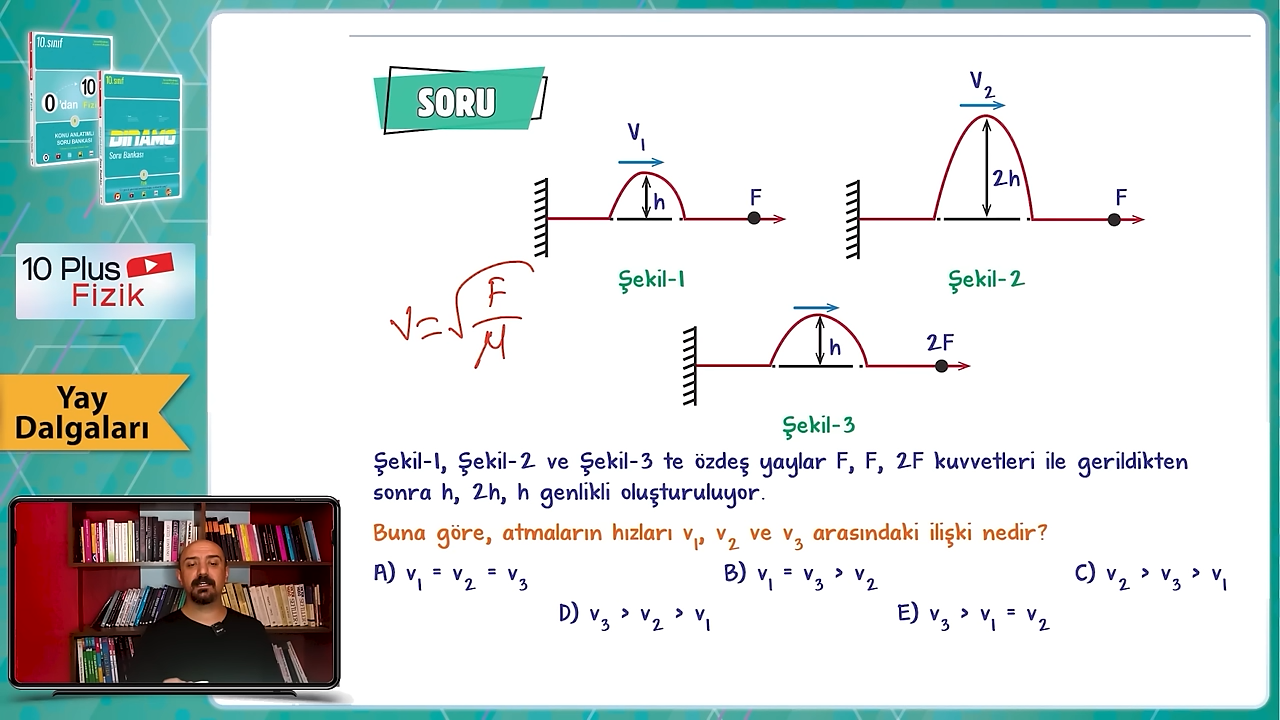 10.sınıf
0'dan 10
KONU ANLATIMLI
SORU BANKASI
10.sınıf
DİNAMO
Soru Bankası
10 Plus
Fizik
Yay
Dalgaları
SORU
V₁
h
F
Şekil-1
V₂
2h
F
Şekil-2
V = √F/μ
h
2F
Şekil-3
Şekil-1, Şekil-2 ve Şekil-3 te özdeş yaylar F, F, 2F kuvvetleri ile gerildikten
sonra h, 2h, h genlikli oluşturuluyor.
Buna göre, atmaların hızları v₁, v₂ ve v₃ arasındaki ilişki nedir?
A) v₁ = v₂ = v₃ B) v₁ = v₃ > v₂ C) v₂ > v₃ > v₁
D) v₃ > v₂ > v₁ E) v₃ > v₁ = v₂